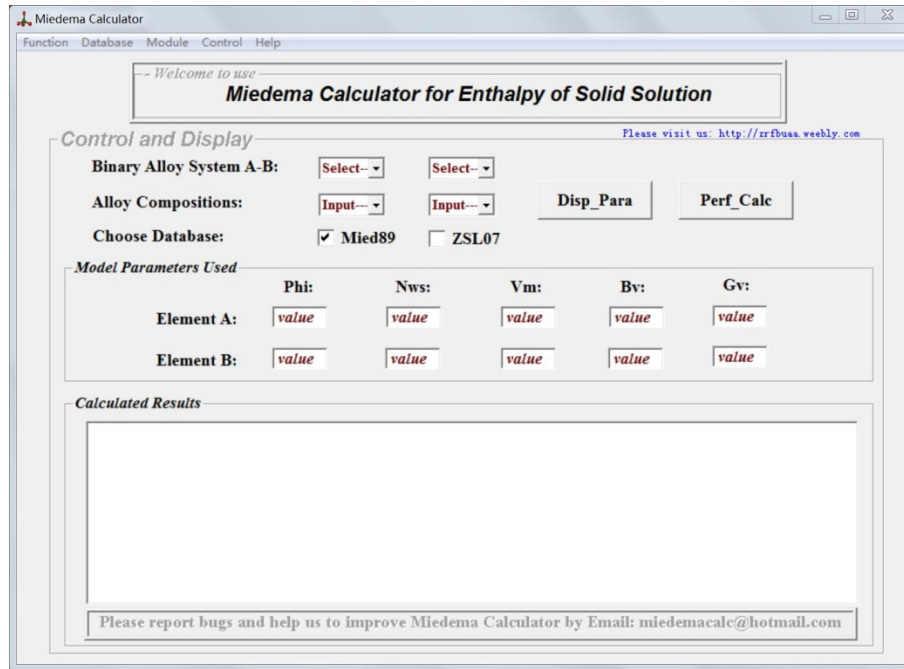 Miedema Calculator
Function Database Module Control Help
- Welcome to use
Miedema Calculator for Enthalpy of Solid Solution
Please visit us: http://zrfbuaa.weebly.com
Control and Display
Binary Alloy System A-B: Select-- Select--
Alloy Compositions: Input--- Input--- Disp_Para Perf_Calc
Choose Database: Mied89 ZSL07
Model Parameters Used
Phi: Nws: Vm: Bv: Gv:
Element A: value value value value value
Element B: value value value value value
Calculated Results
Please report bugs and help us to improve Miedema Calculator by Email: miedemacalc@hotmail.com